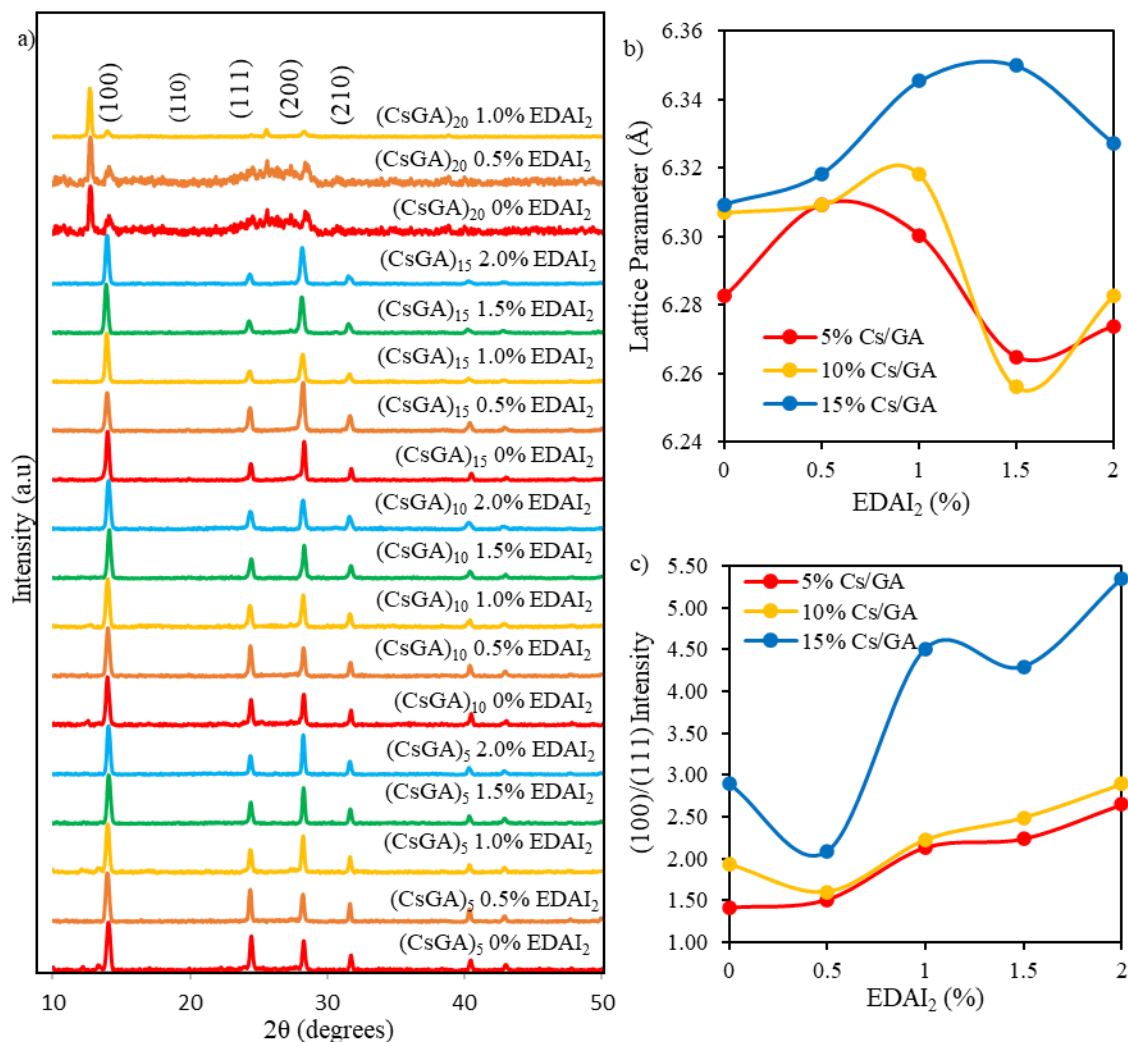 a)
(100)
(110)
(111)
(200)
(210)
(CsGA)₂₀ 1.0% EDAI₂
(CsGA)₂₀ 0.5% EDAI₂
(CsGA)₂₀ 0% EDAI₂
(CsGA)₁₅ 2.0% EDAI₂
(CsGA)₁₅ 1.5% EDAI₂
(CsGA)₁₅ 1.0% EDAI₂
(CsGA)₁₅ 0.5% EDAI₂
(CsGA)₁₅ 0% EDAI₂
(CsGA)₁₀ 2.0% EDAI₂
(CsGA)₁₀ 1.5% EDAI₂
(CsGA)₁₀ 1.0% EDAI₂
(CsGA)₁₀ 0.5% EDAI₂
(CsGA)₁₀ 0% EDAI₂
(CsGA)₅ 2.0% EDAI₂
(CsGA)₅ 1.5% EDAI₂
(CsGA)₅ 1.0% EDAI₂
(CsGA)₅ 0.5% EDAI₂
(CsGA)₅ 0% EDAI₂
Intensity (a.u)
10 20 30 40 50
2θ (degrees)
b)
6.36
6.34
6.32
6.30
6.28
6.26
6.24
Lattice Parameter (Å)
5% Cs/GA
10% Cs/GA
15% Cs/GA
0 0.5 1 1.5 2
EDAI₂ (%)
c)
5.50
5.00
4.50
4.00
3.50
3.00
2.50
2.00
1.50
1.00
(100)/(111) Intensity
5% Cs/GA
10% Cs/GA
15% Cs/GA
0 0.5 1 1.5 2
EDAI₂ (%)